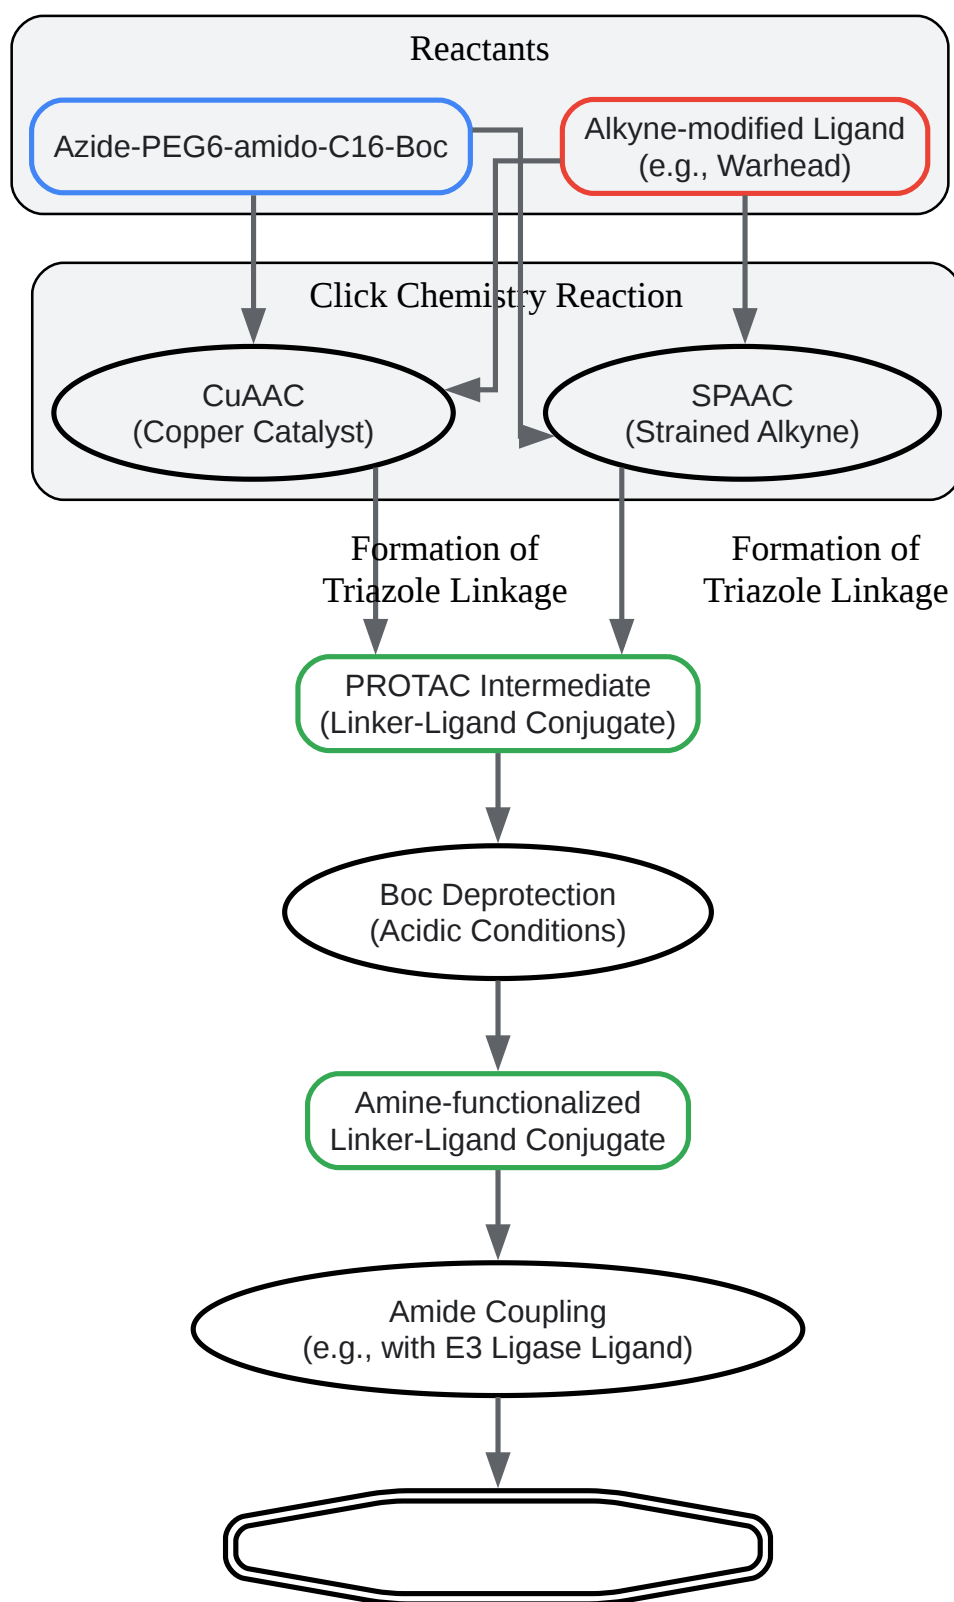 Reactants
Azide-PEG6-amido-C16-Boc
Alkyne-modified Ligand
(e.g., Warhead)
Click Chemistry Reaction
CuAAC
(Copper Catalyst)
SPAAC
(Strained Alkyne)
Formation of
Triazole Linkage
Formation of
Triazole Linkage
PROTAC Intermediate
(Linker-Ligand Conjugate)
Boc Deprotection
(Acidic Conditions)
Amine-functionalized
Linker-Ligand Conjugate
Amide Coupling
(e.g., with E3 Ligase Ligand)